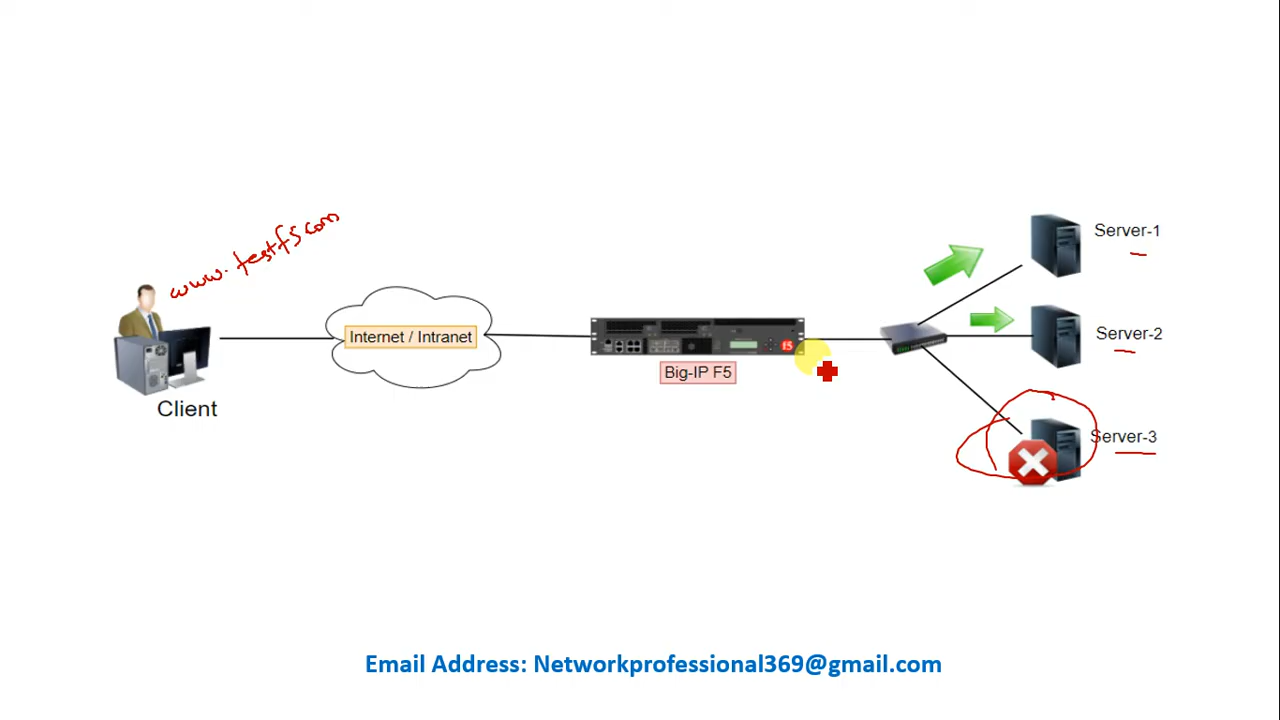 www.testf5.com
Server-1
Server-2
Internet / Intranet
f5
Big-IP F5
Client
Server-3
Email Address: Networkprofessional369@gmail.com